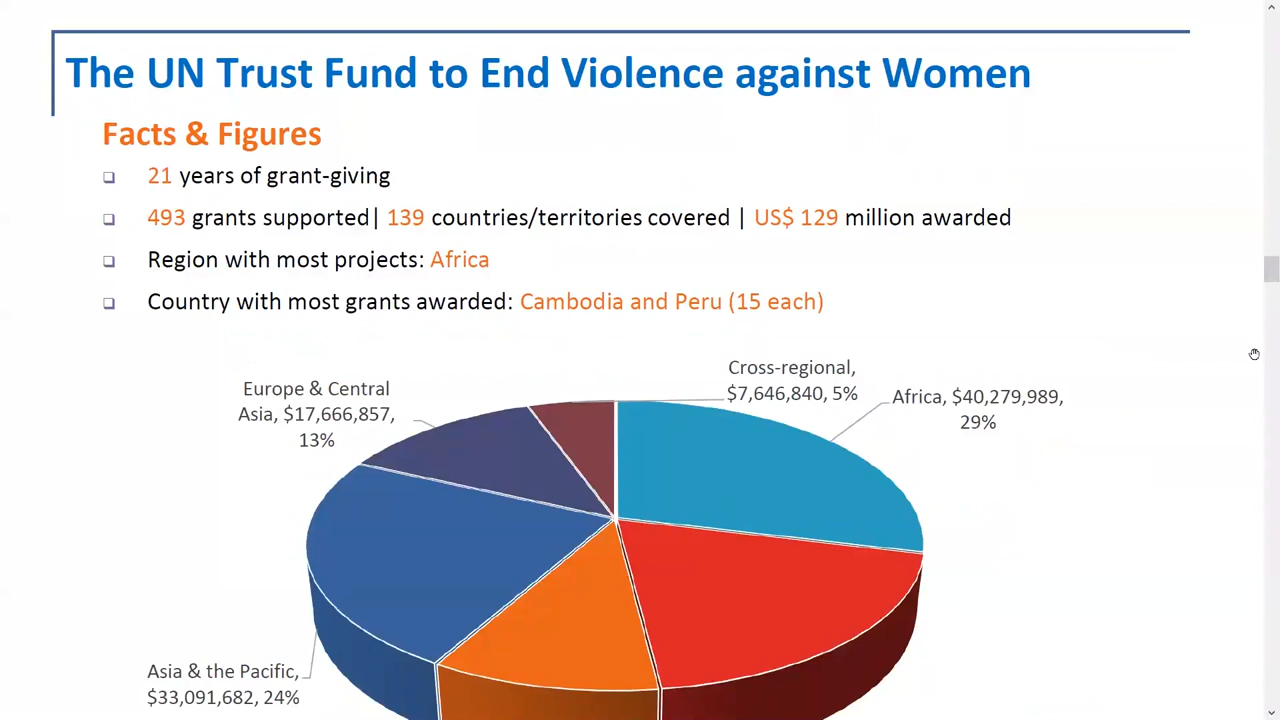 The UN Trust Fund to End Violence against Women
Facts & Figures
21 years of grant-giving
493 grants supported| 139 countries/territories covered | US$ 129 million awarded
Region with most projects: Africa
Country with most grants awarded: Cambodia and Peru (15 each)
Cross-regional,
$7,646,840, 5%
Europe & Central
Asia, $17,666,857,
13%
Africa, $40,279,989,
29%
Asia & the Pacific,
$33,091,682, 24%